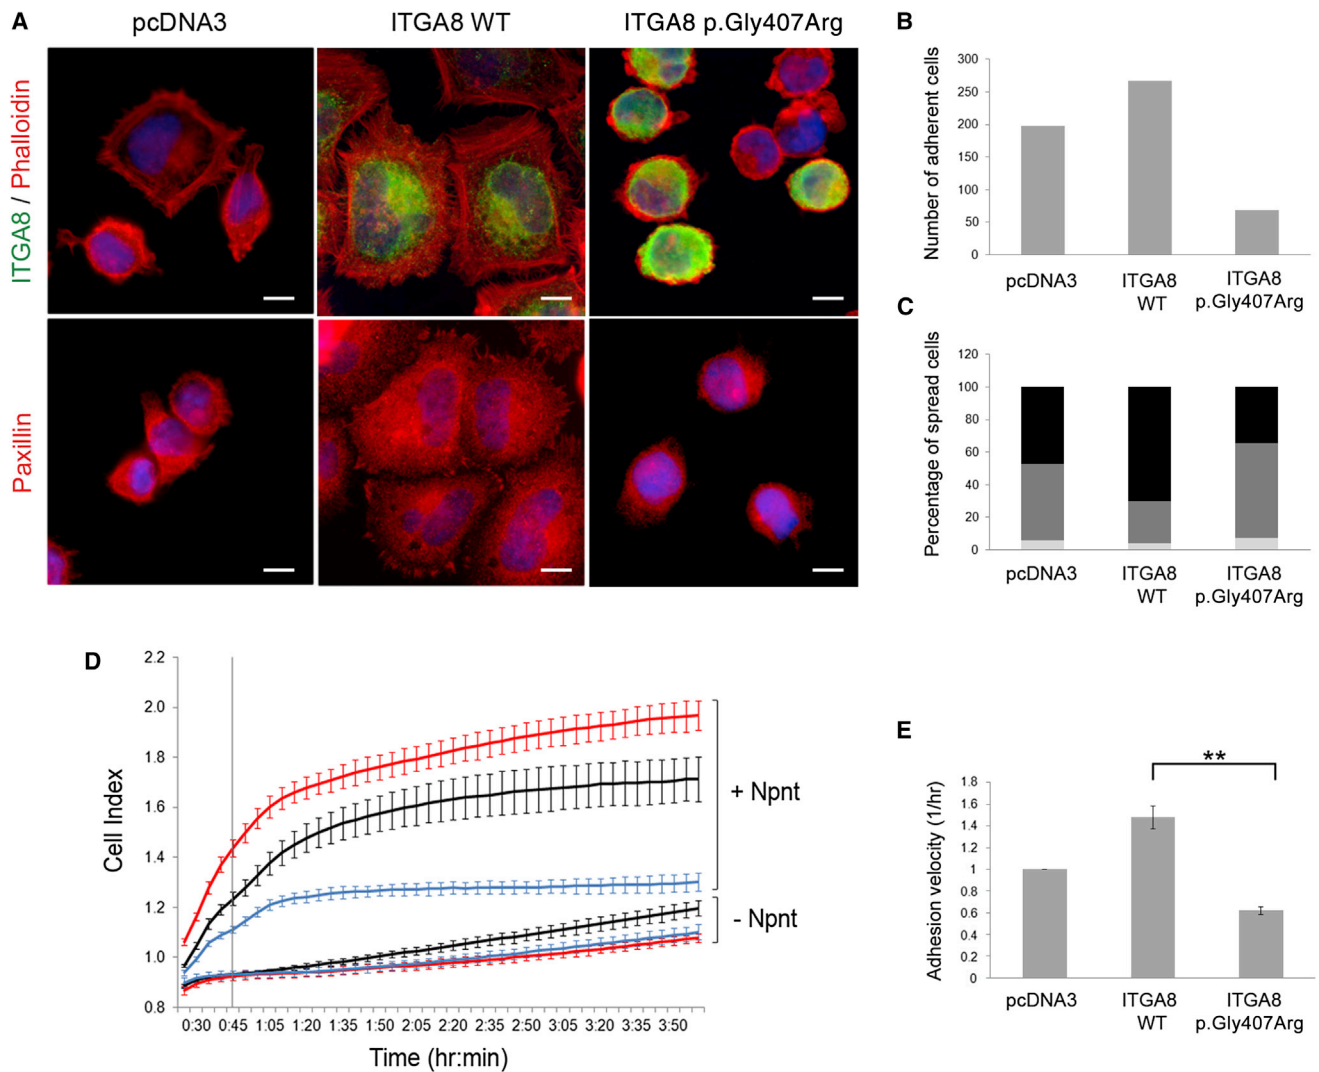 A
pcDNA3
ITGA8 WT
ITGA8 p.Gly407Arg
ITGA8 / Phalloidin
Paxillin
B
Number of adherent cells
300
250
200
150
100
50
0
pcDNA3
ITGA8
WT
ITGA8
p.Gly407Arg
C
Percentage of spread cells
120
100
80
60
40
20
0
pcDNA3
ITGA8
WT
ITGA8
p.Gly407Arg
D
Cell Index
2.2
2.0
1.8
1.6
1.4
1.2
1.0
0.8
0:30 0:45 1:05 1:20 1:35 1:50 2:05 2:20 2:35 2:50 3:05 3:20 3:35 3:50
Time (hr:min)
+ Npnt
- Npnt
E
Adhesion velocity (1/hr)
1.8
1.6
1.4
1.2
1
0.8
0.6
0.4
0.2
0
**
pcDNA3
ITGA8
WT
ITGA8
p.Gly407Arg